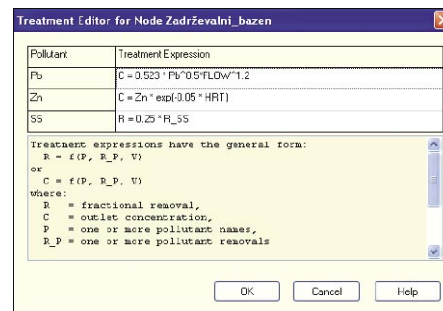 Treatment Editor for Node Zadrževalni_bazen
Pollutant Treatment Expression
Pb C = 0.523 * Pb^0.5*FLOW^1.2
Zn C = Zn * exp(-0.05 * HRT)
SS R = 0.25 * R_SS
Treatment expressions have the general form:
R = f(P, R_P, V)
or
C = f(P, R_P, V)
where:
R = fractional removal,
C = outlet concentration,
P = one or more pollutant names,
R_P = one or more pollutant removals
OK Cancel Help